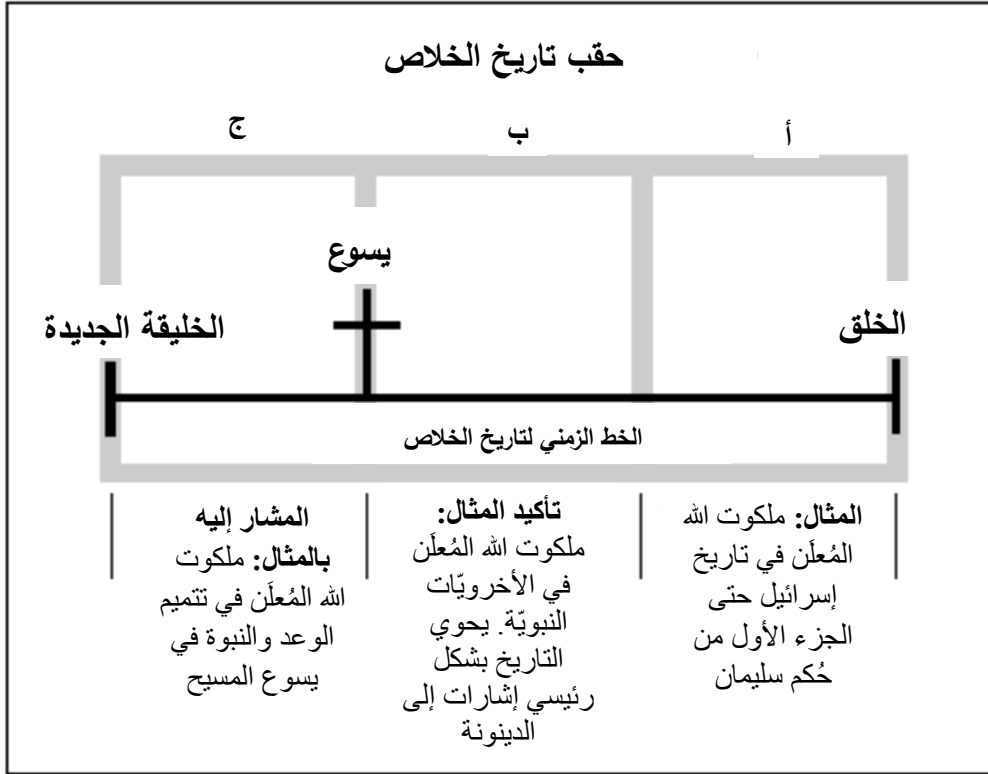 حقب تاريخ الخلاص
أ
ب
ج
يسوع
الخلق
الخليقة الجديدة
الخط الزمني لتاريخ الخلاص
المثال: ملكوت الله
المُعلَن في تاريخ
إسرائيل حتى
الجزء الأول من
حُكم سليمان
تأكيد المثال:
ملكوت الله المُعلَن
في الأخرويّات
النبويّة. يحوي
التاريخ بشكل
رئيسي إشارات إلى
الدينونة
المشار إليه
بالمثال: ملكوت
الله المُعلَن في تتميم
الوعد والنبوة في
يسوع المسيح